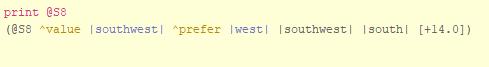 print @S8
(@S8 ^value |southwest| ^prefer |west| |southwest| |south| [+14.0])